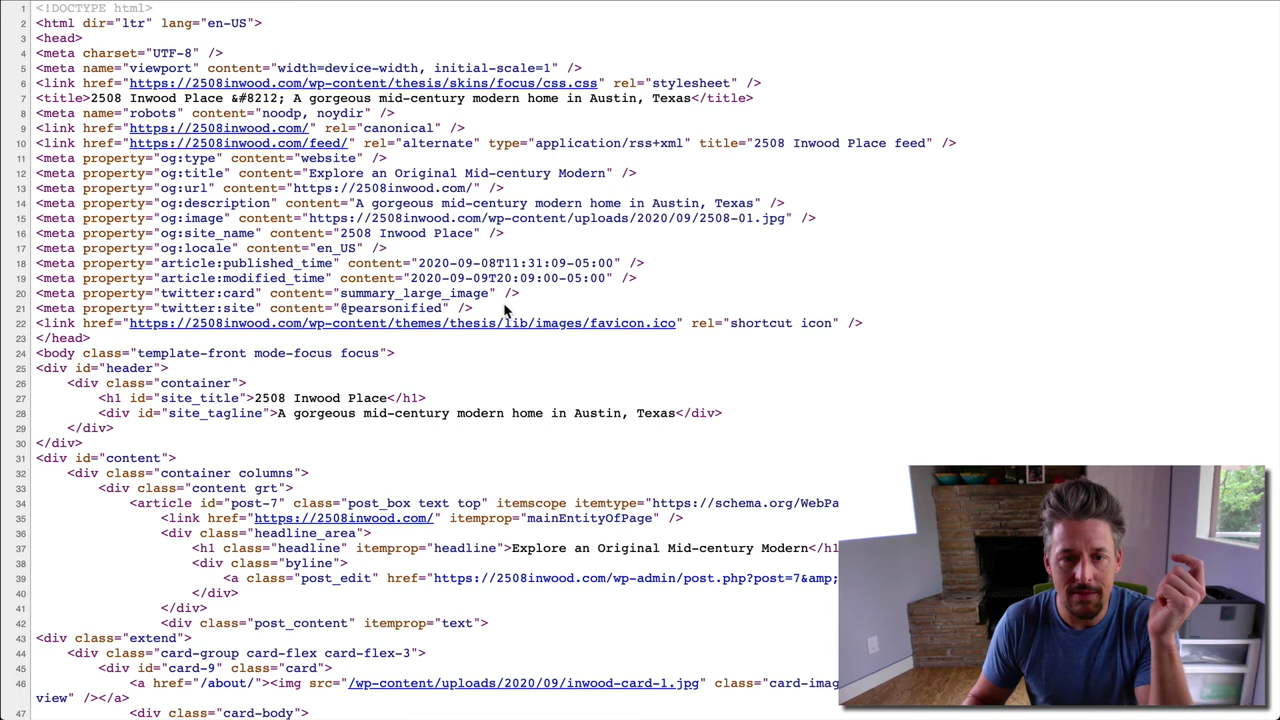 1 <!DOCTYPE html>
2 <html dir="ltr" lang="en-US">
3 <head>
4 <meta charset="UTF-8" />
5 <meta name="viewport" content="width=device-width, initial-scale=1" />
6 <link href="https://2508inwood.com/wp-content/thesis/skins/focus/css.css" rel="stylesheet" />
7 <title>2508 Inwood Place &#8212; A gorgeous mid-century modern home in Austin, Texas</title>
8 <meta name="robots" content="noodp, noydir" />
9 <link href="https://2508inwood.com/" rel="canonical" />
10 <link href="https://2508inwood.com/feed/" rel="alternate" type="application/rss+xml" title="2508 Inwood Place feed" />
11 <meta property="og:type" content="website" />
12 <meta property="og:title" content="Explore an Original Mid-century Modern" />
13 <meta property="og:url" content="https://2508inwood.com/" />
14 <meta property="og:description" content="A gorgeous mid-century modern home in Austin, Texas" />
15 <meta property="og:image" content="https://2508inwood.com/wp-content/uploads/2020/09/2508-01.jpg" />
16 <meta property="og:site_name" content="2508 Inwood Place" />
17 <meta property="og:locale" content="en_US" />
18 <meta property="article:published_time" content="2020-09-08T11:31:09-05:00" />
19 <meta property="article:modified_time" content="2020-09-09T20:09:00-05:00" />
20 <meta property="twitter:card" content="summary_large_image" />
21 <meta property="twitter:site" content="@pearsonified" />
22 <link href="https://2508inwood.com/wp-content/themes/thesis/lib/images/favicon.ico" rel="shortcut icon" />
23 </head>
24 <body class="template-front mode-focus focus">
25 <div id="header">
26 <div class="container">
27 <h1 id="site_title">2508 Inwood Place</h1>
28 <div id="site_tagline">A gorgeous mid-century modern home in Austin, Texas</div>
29 </div>
30 </div>
31 <div id="content">
32 <div class="container columns">
33 <div class="content grt">
34 <article id="post-7" class="post_box text top" itemscope itemtype="https://schema.org/WebPa
35 <link href="https://2508inwood.com/" itemprop="mainEntityOfPage" />
36 <div class="headline_area">
37 <h1 class="headline" itemprop="headline">Explore an Original Mid-century Modern</h1
38 <div class="byline">
39 <a class="post_edit" href="https://2508inwood.com/wp-admin/post.php?post=7&amp;
40 </div>
41 </div>
42 <div class="post_content" itemprop="text">
43 <div class="extend">
44 <div class="card-group card-flex card-flex-3">
45 <div id="card-9" class="card">
46 <a href="/about/"><img src="/wp-content/uploads/2020/09/inwood-card-1.jpg" class="card-imag
view" /></a>
47 <div class="card-body">